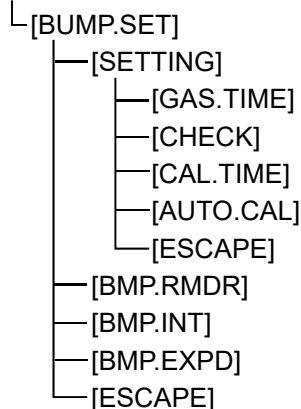 [BUMP.SET]
[SETTING]
[GAS.TIME]
[CHECK]
[CAL.TIME]
[AUTO.CAL]
[ESCAPE]
[BMP.RMDR]
[BMP.INT]
[BMP.EXPD]
[ESCAPE]